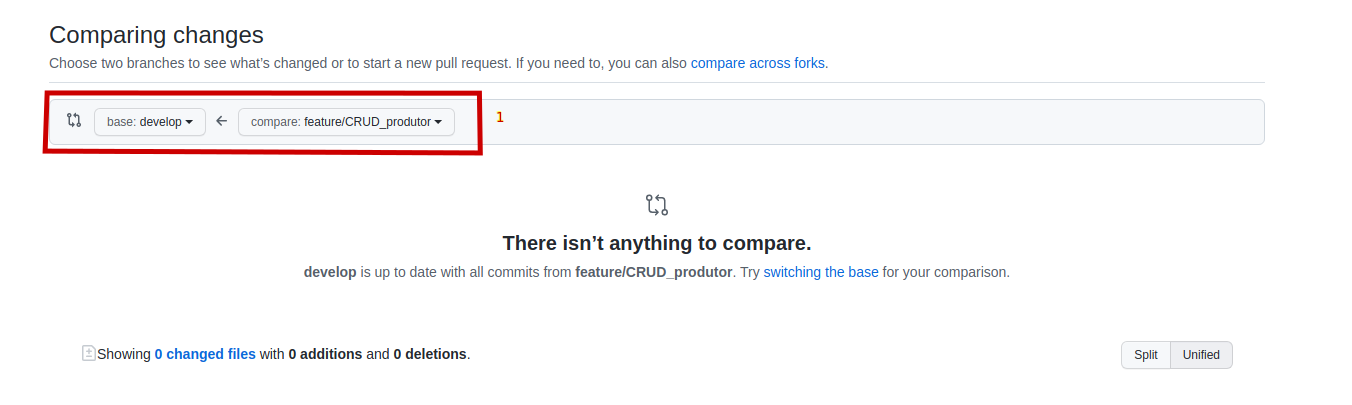 Comparing changes
Choose two branches to see what’s changed or to start a new pull request. If you need to, you can also compare across forks.
base: develop compare: feature/CRUD_produtor 1
There isn’t anything to compare.
develop is up to date with all commits from feature/CRUD_produtor. Try switching the base for your comparison.
Showing 0 changed files with 0 additions and 0 deletions. Split Unified